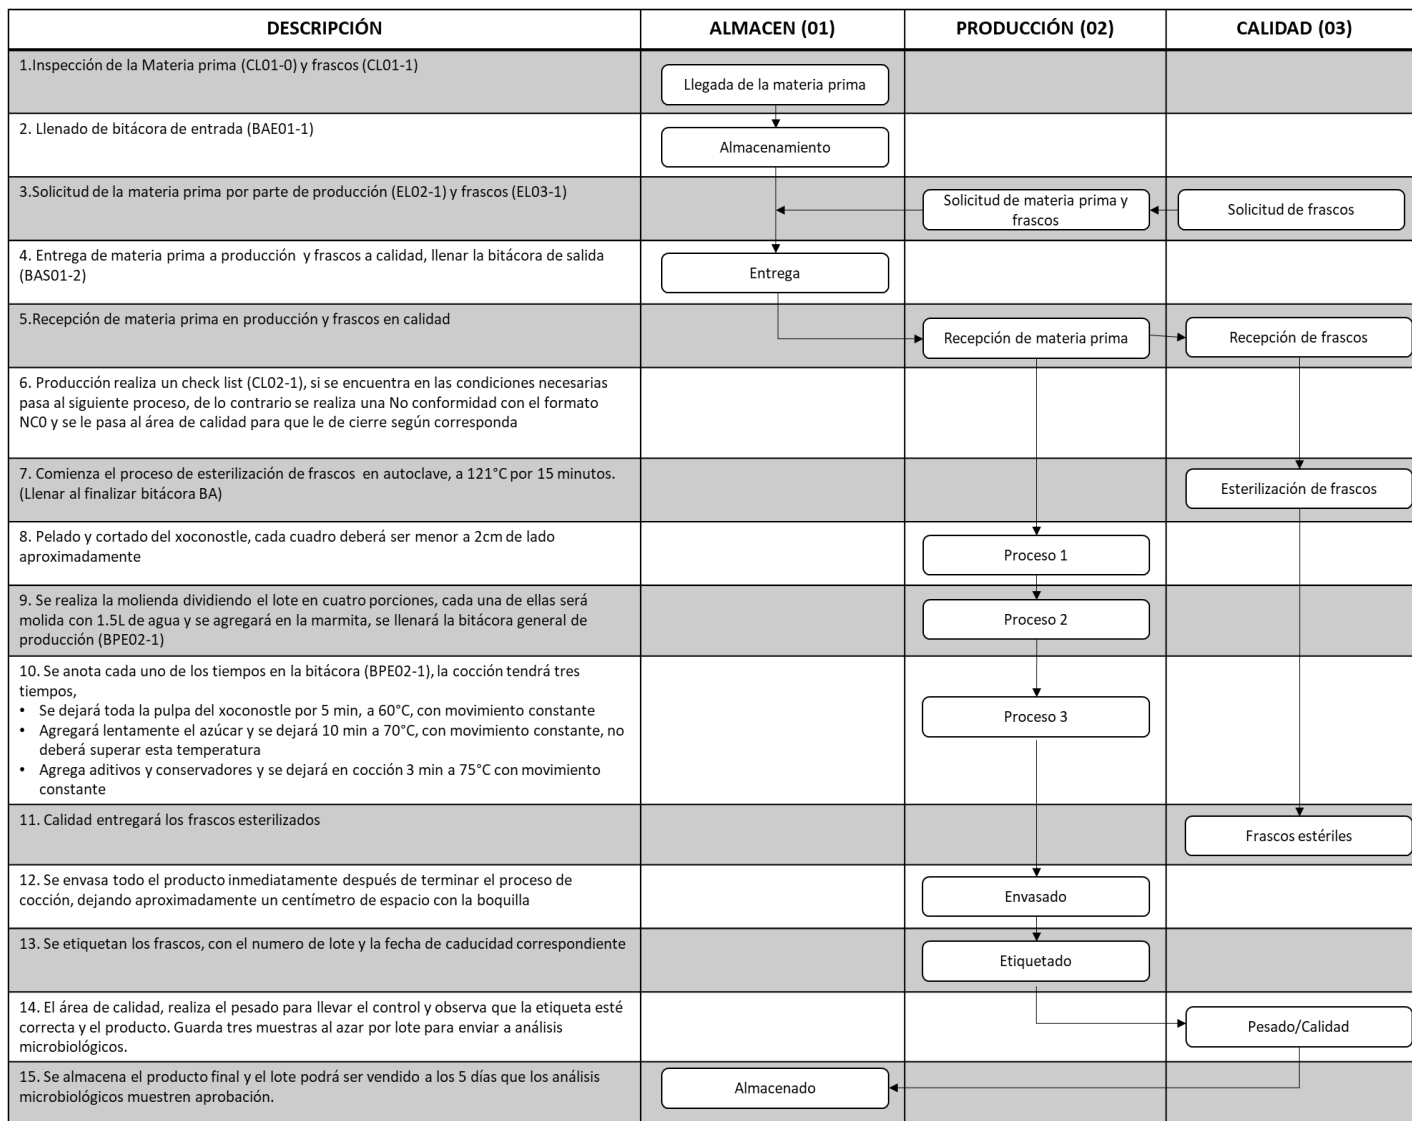 DESCRIPCIÓN
ALMACEN (01)
PRODUCCIÓN (02)
CALIDAD (03)
1.Inspección de la Materia prima (CL01-0) y frascos (CL01-1)
Llegada de la materia prima
2. Llenado de bitácora de entrada (BAE01-1)
Almacenamiento
3.Solicitud de la materia prima por parte de producción (EL02-1) y frascos (EL03-1)
Solicitud de materia prima y
frascos
Solicitud de frascos
4. Entrega de materia prima a producción y frascos a calidad, llenar la bitácora de salida
(BAS01-2)
Entrega
5.Recepción de materia prima en producción y frascos en calidad
Recepción de materia prima
Recepción de frascos
6. Producción realiza un check list (CL02-1), si se encuentra en las condiciones necesarias
pasa al siguiente proceso, de lo contrario se realiza una No conformidad con el formato
NC0 y se le pasa al área de calidad para que le de cierre según corresponda
7. Comienza el proceso de esterilización de frascos en autoclave, a 121°C por 15 minutos.
(Llenar al finalizar bitácora BA)
Esterilización de frascos
8. Pelado y cortado del xoconostle, cada cuadro deberá ser menor a 2cm de lado
aproximadamente
Proceso 1
9. Se realiza la molienda dividiendo el lote en cuatro porciones, cada una de ellas será
molida con 1.5L de agua y se agregará en la marmita, se llenará la bitácora general de
producción (BPE02-1)
Proceso 2
10. Se anota cada uno de los tiempos en la bitácora (BPE02-1), la cocción tendrá tres
tiempos,
• Se dejará toda la pulpa del xoconostle por 5 min, a 60°C, con movimiento constante
• Agregará lentamente el azúcar y se dejará 10 min a 70°C, con movimiento constante, no
deberá superar esta temperatura
• Agrega aditivos y conservadores y se dejará en cocción 3 min a 75°C con movimiento
constante
Proceso 3
11. Calidad entregará los frascos esterilizados
Frascos estériles
12. Se envasa todo el producto inmediatamente después de terminar el proceso de
cocción, dejando aproximadamente un centímetro de espacio con la boquilla
Envasado
13. Se etiquetan los frascos, con el numero de lote y la fecha de caducidad correspondiente
Etiquetado
14. El área de calidad, realiza el pesado para llevar el control y observa que la etiqueta esté
correcta y el producto. Guarda tres muestras al azar por lote para enviar a análisis
microbiológicos.
Pesado/Calidad
15. Se almacena el producto final y el lote podrá ser vendido a los 5 días que los análisis
microbiológicos muestren aprobación.
Almacenado